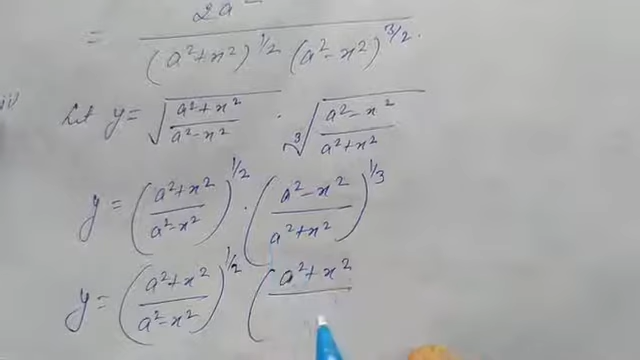 = 2a / (a²+x²)^1/2 (a²-x²)^3/2.
Let y = √(a²+x² / a²-x²) · ∛(a²-x² / a²+x²)
y = (a²+x² / a²-x²)^1/2 · (a²-x² / a²+x²)^1/3
y = (a²+x² / a²-x²)^1/2 (a²+x²